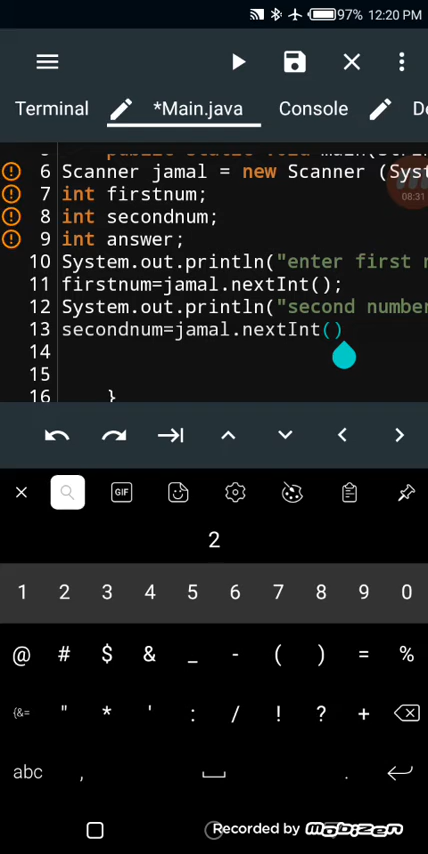 97% 12:20 PM
Terminal *Main.java Console
08:31
6 Scanner jamal = new Scanner (Syst
7 int firstnum;
8 int secondnum;
9 int answer;
10 System.out.println("enter first n
11 firstnum=jamal.nextInt();
12 System.out.println("second number
13 secondnum=jamal.nextInt()
14
15
16 }
GIF
2
1 2 3 4 5 6 7 8 9 0
@ # $ & _ - ( ) = %
{&= " * ' : / ! ? +
abc , .
Recorded by mobizen